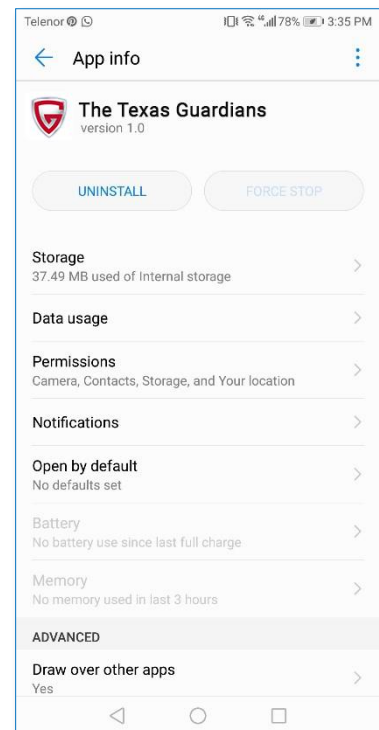 Telenor 78% 3:35 PM
App info
The Texas Guardians
version 1.0
UNINSTALL FORCE STOP
Storage
37.49 MB used of Internal storage
Data usage
Permissions
Camera, Contacts, Storage, and Your location
Notifications
Open by default
No defaults set
Battery
No battery use since last full charge
Memory
No memory used in last 3 hours
ADVANCED
Draw over other apps
Yes